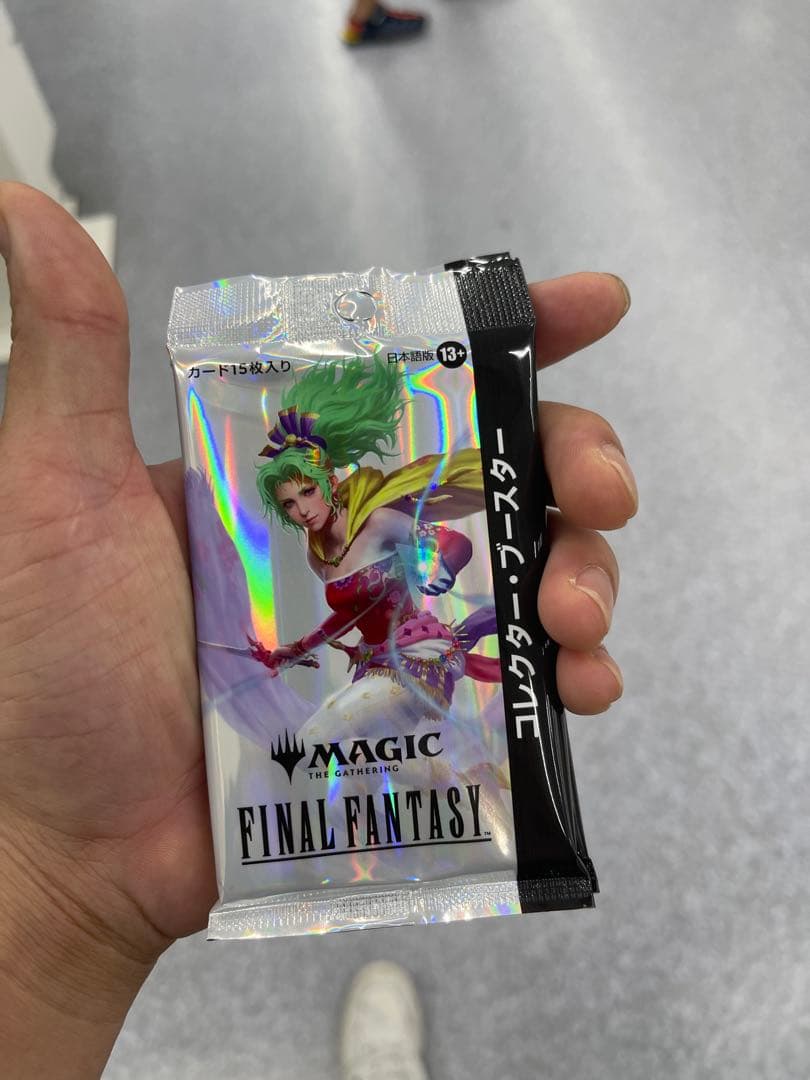 カード15枚入り
日本語版 13+
コレクター・ブースター
MAGIC
THE GATHERING
FINAL FANTASY™